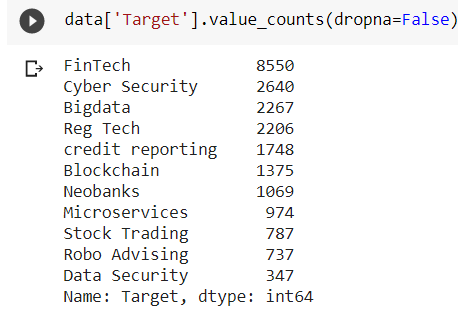 data['Target'].value_counts(dropna=False)
FinTech 8550
Cyber Security 2640
Bigdata 2267
Reg Tech 2206
credit reporting 1748
Blockchain 1375
Neobanks 1069
Microservices 974
Stock Trading 787
Robo Advising 737
Data Security 347
Name: Target, dtype: int64